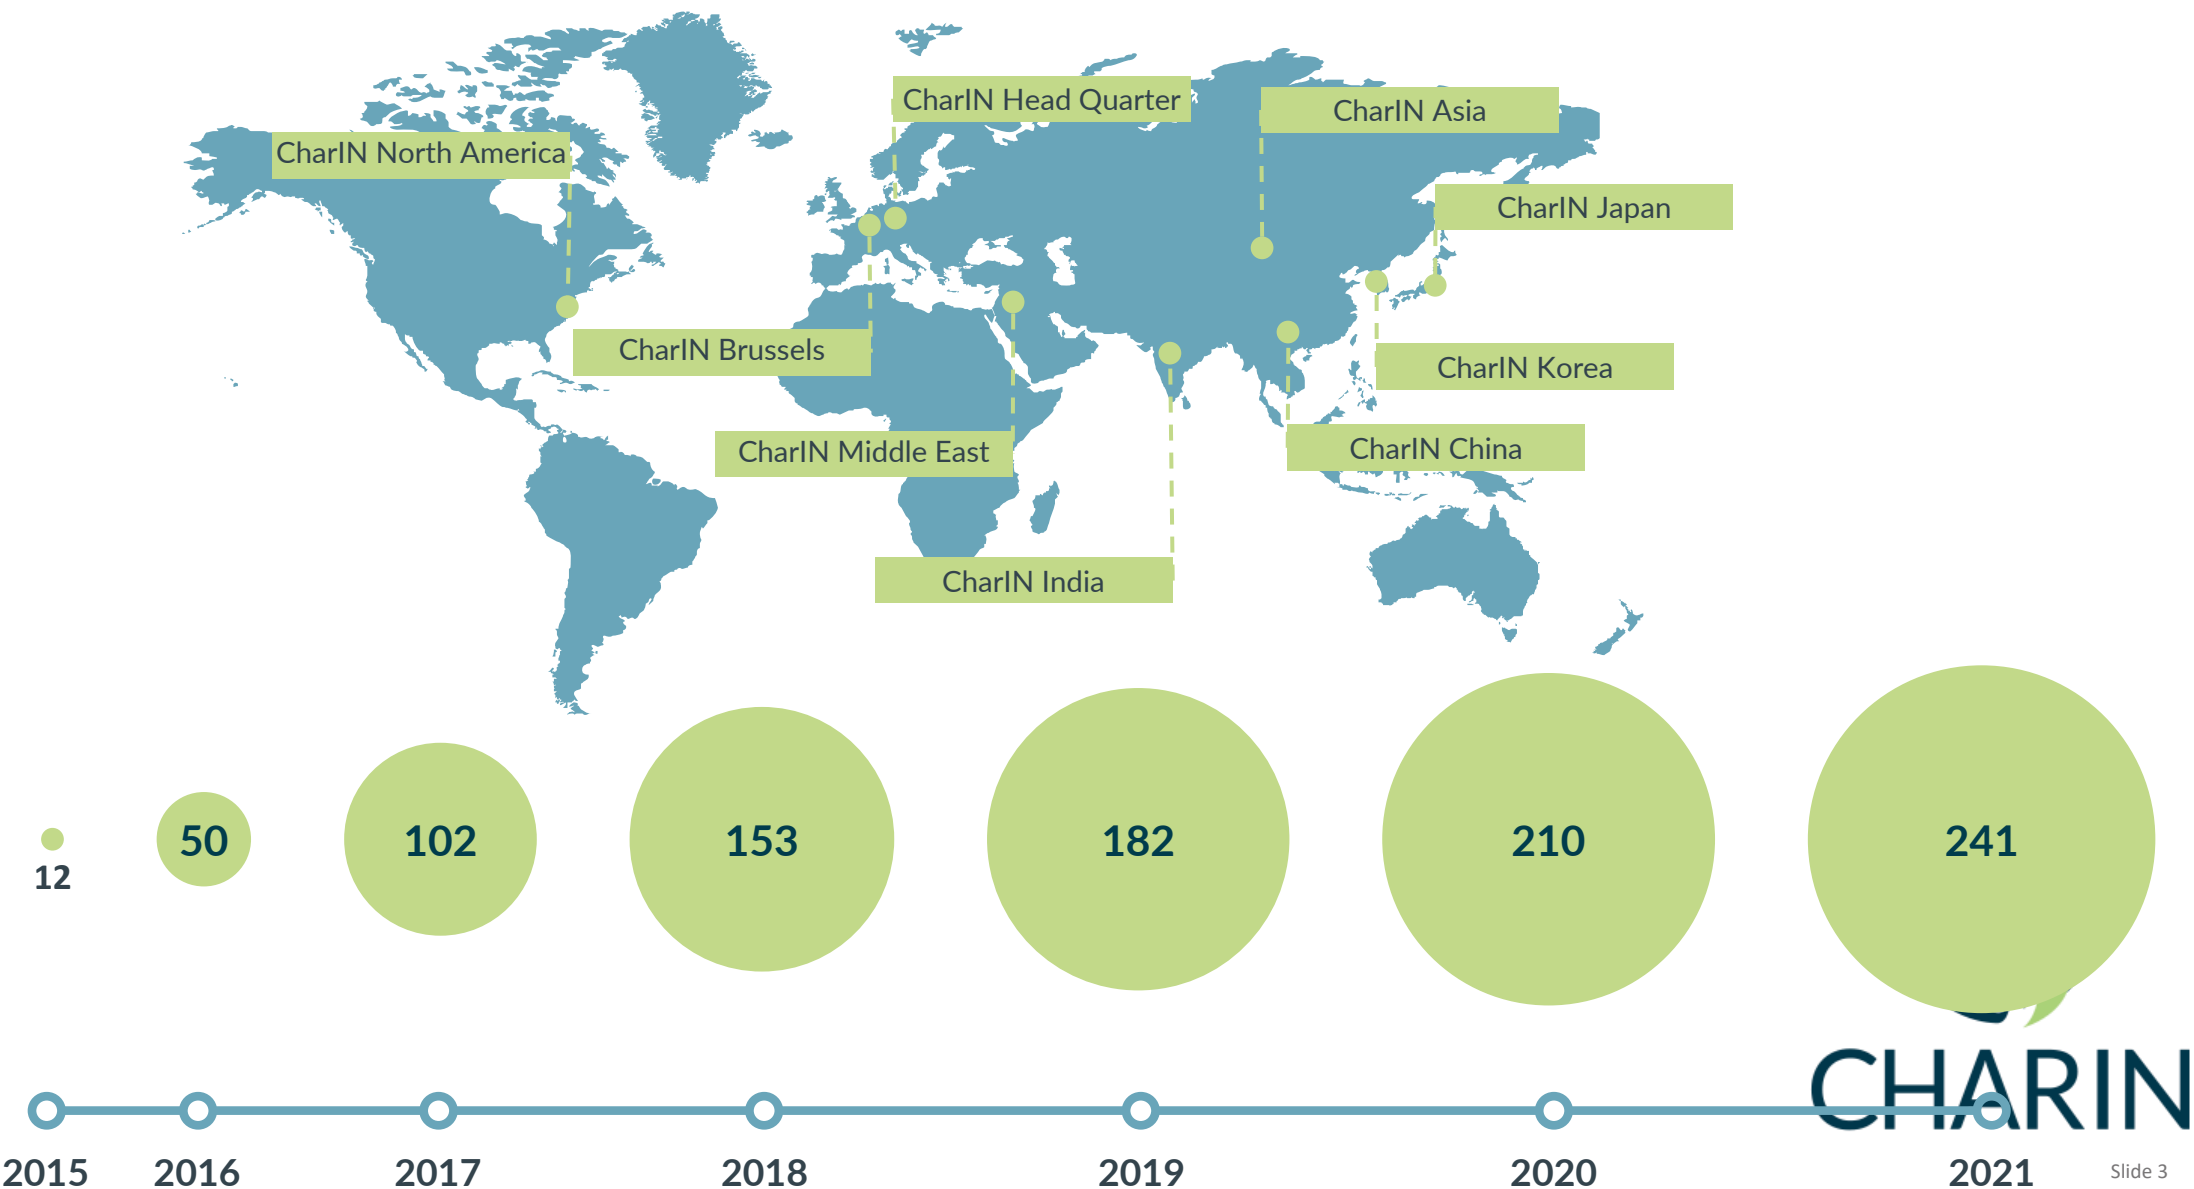 CharIN Head Quarter
CharIN Asia
CharIN North America
CharIN Japan
CharIN Brussels
CharIN Korea
CharIN Middle East
CharIN China
CharIN India
12
50
102
153
182
210
241
CHARIN
2015
2016
2017
2018
2019
2020
2021
Slide 3